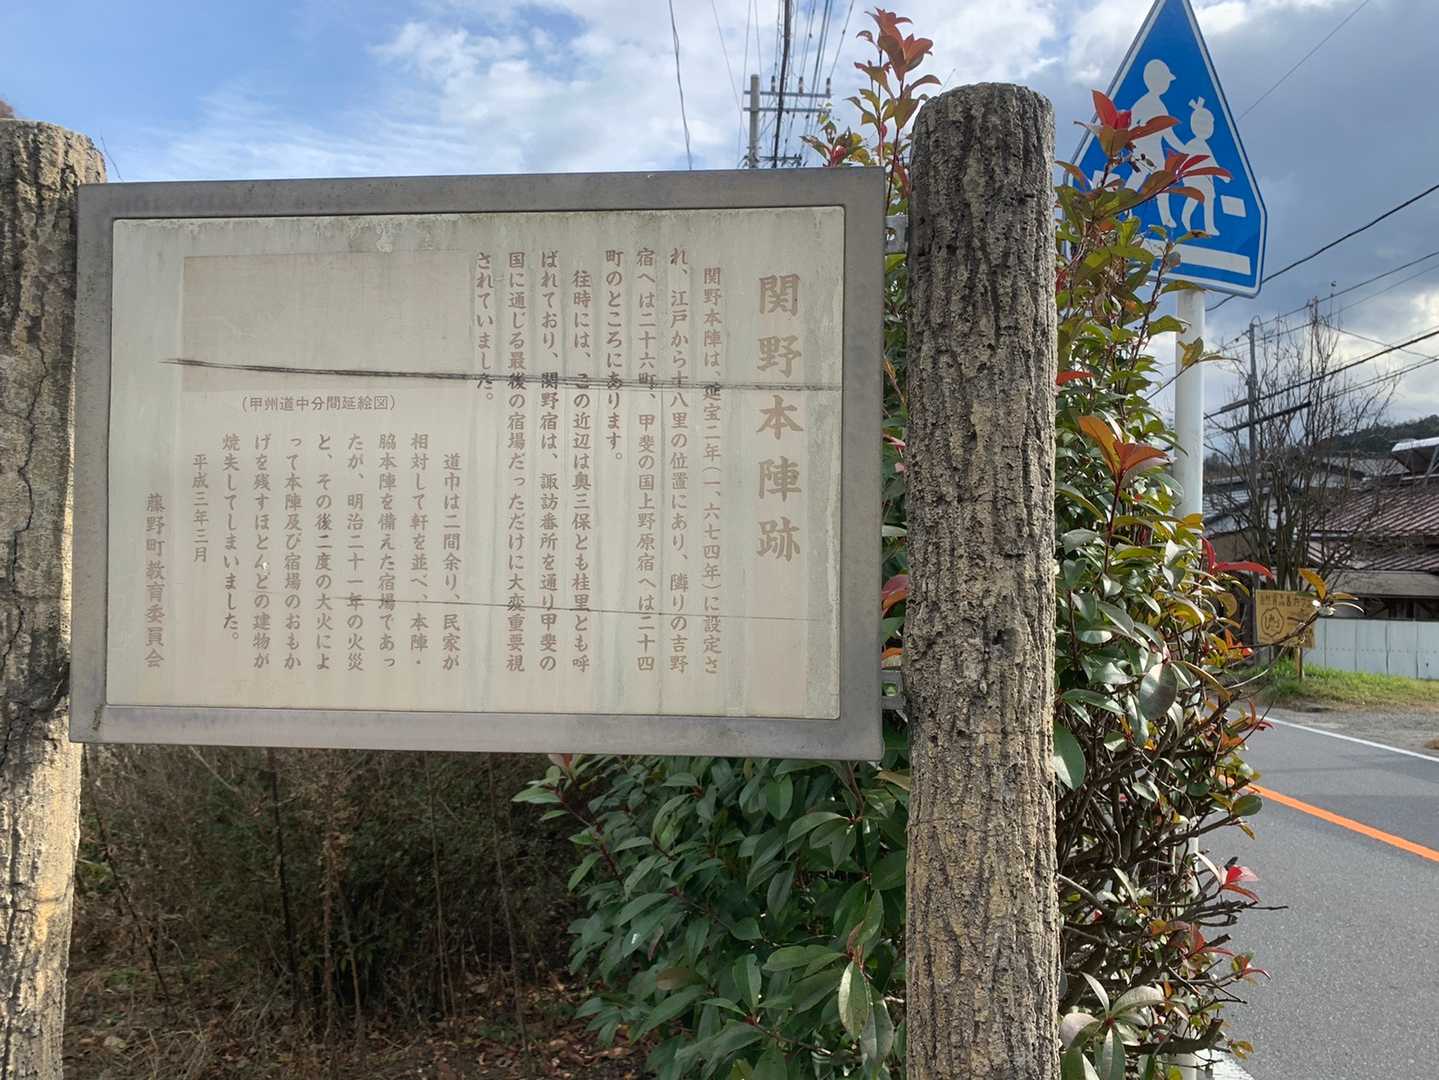 関野本陣跡
関野本陣は、延宝二年(一、六七四年)に設定さ
れ、江戸から十八里の位置にあり、隣りの吉野
宿へは二十六町、甲斐の国上野原宿へは二十四
町のところにあります。
往時には、この近辺は奥三保とも桂里とも呼
ばれており、関野宿は、諏訪番所を通り甲斐の
国に通じる最後の宿場だっただけに大変重要視
されていました。
(甲州道中分間延絵図)
道巾は二間余り、民家が
相対して軒を並べ、本陣・
脇本陣を備えた宿場であっ
たが、明治二十一年の火災
と、その後二度の大火によ
って本陣及び宿場のおもか
げを残すほとんどの建物が
焼失してしまいました。
平成三年三月
藤野町教育委員会